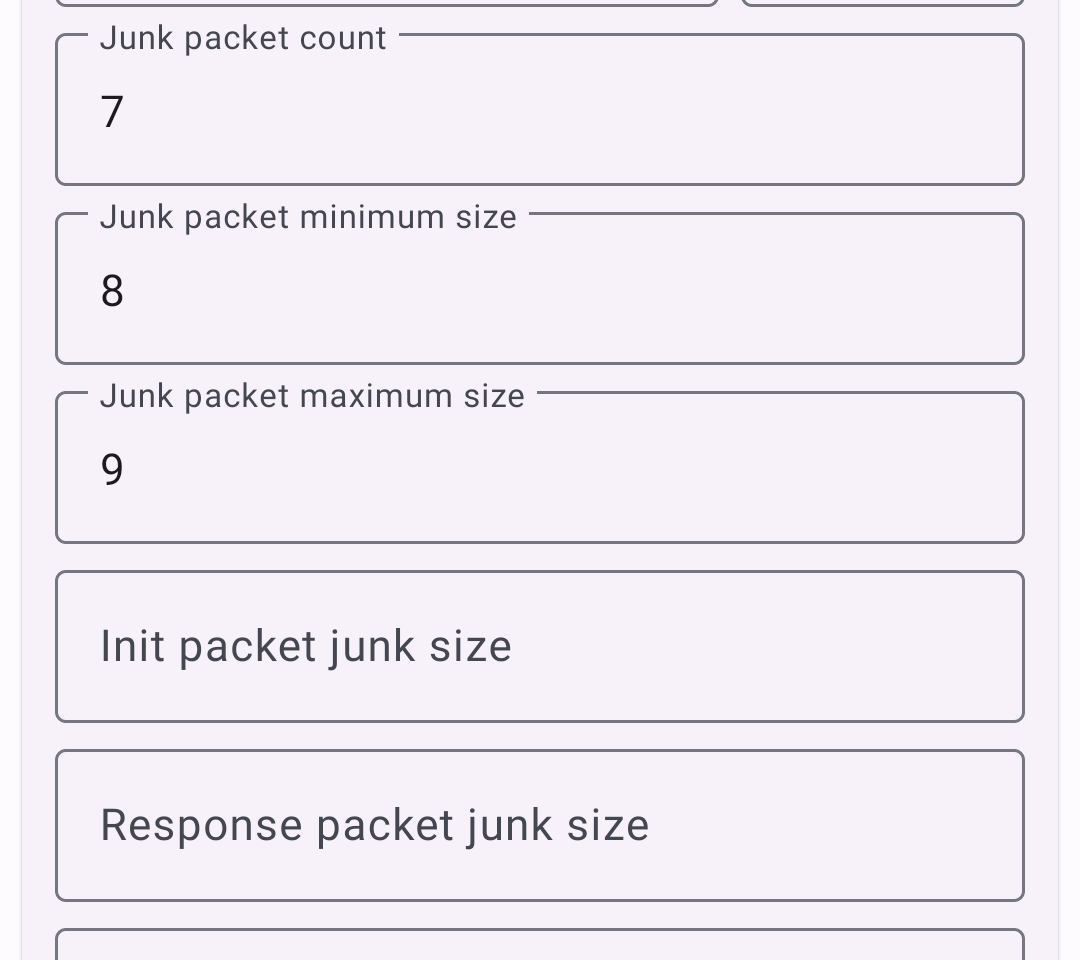 Junk packet count
7
Junk packet minimum size
8
Junk packet maximum size
9
Init packet junk size
Response packet junk size